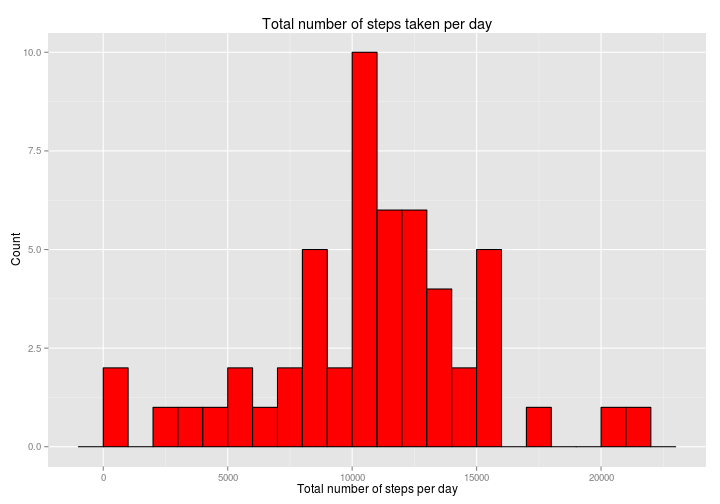 Total number of steps taken per day
10.0
7.5
5.0
2.5
0.0
Count
0 5000 10000 15000 20000
Total number of steps per day